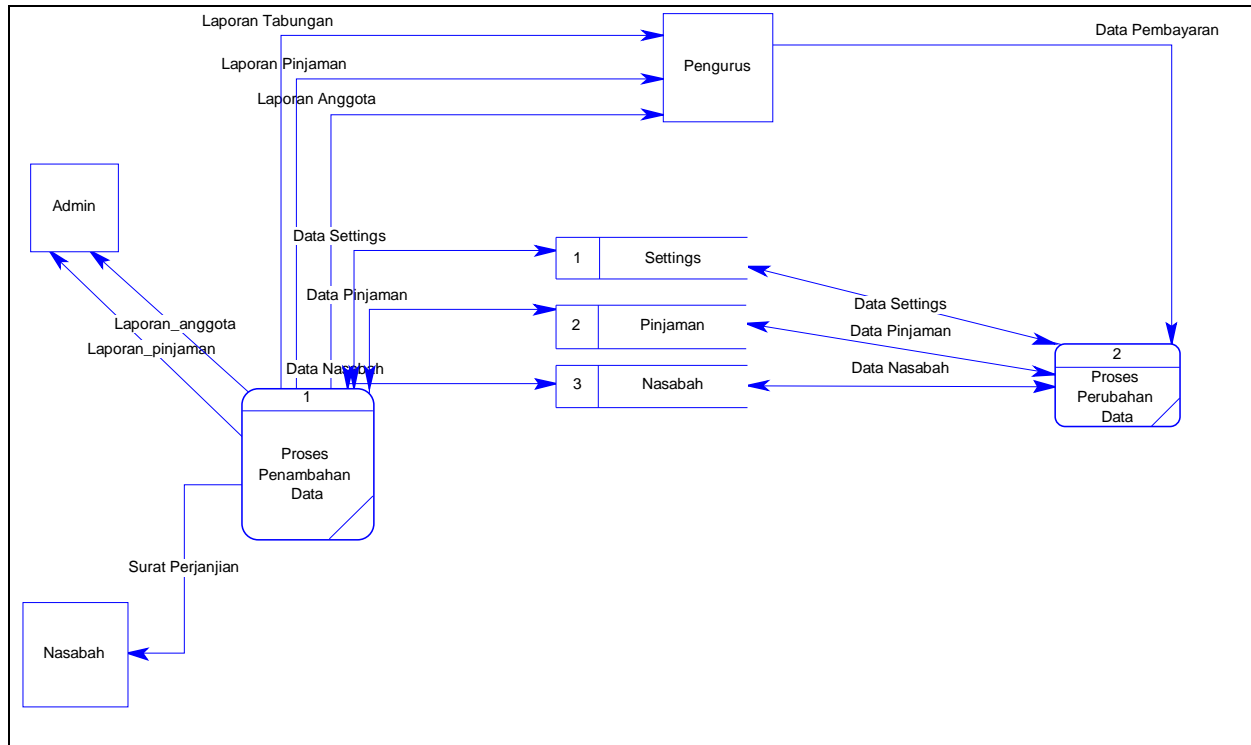 Laporan Tabungan
Data Pembayaran
Pengurus
Laporan Pinjaman
Laporan Anggota
Admin
Data Settings
1 Settings
Data Pinjaman
Data Settings
Laporan_anggota
2 Pinjaman
Data Pinjaman
Laporan_pinjaman
Data Nasabah
3 Nasabah
Data Nasabah
2
Proses
Perubahan
Data
1
Proses
Penambahan
Data
Surat Perjanjian
Nasabah